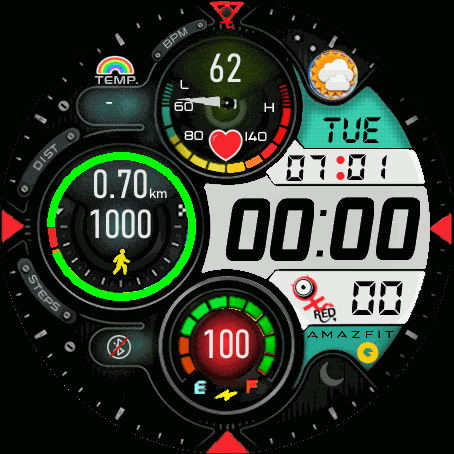 BPM
62
TEMP.
-
L
60
H
80
140
TUE
07:01
DIST
0.70km
1000
00:00
STEPS
RED
00
AMAZFIT
100
E
F